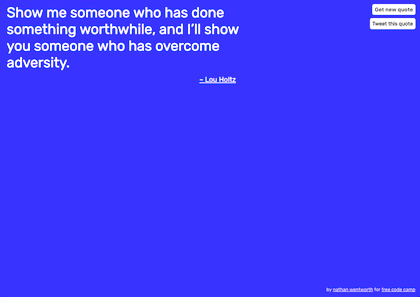 Show me someone who has done
something worthwhile, and I'll show
you someone who has overcome
adversity.
– Lou Holtz
Get new quote
Tweet this quote
by nathan wentworth for free code camp